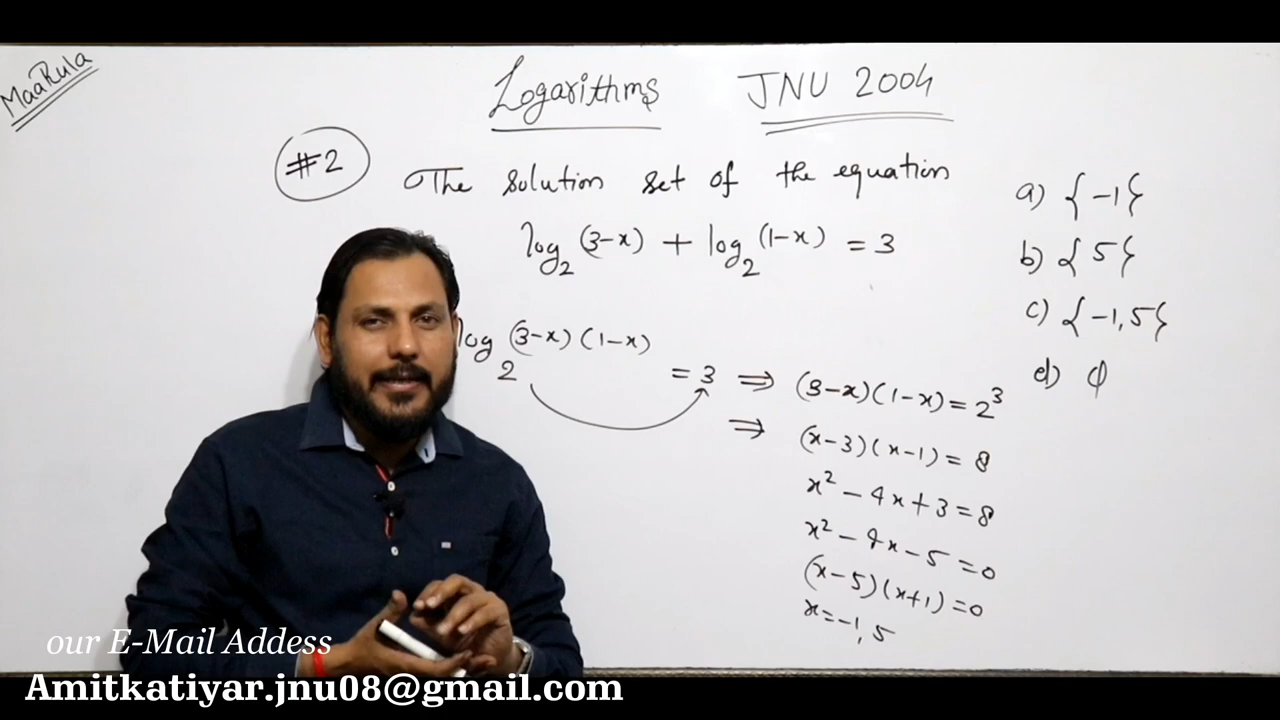 MaaRula
Logarithms JNU 2004
#2
The solution set of the equation
log₂(3-x) + log₂(1-x) = 3
a) {-1}
b) {5}
c) {-1, 5}
d) φ
log₂(3-x)(1-x) = 3 ⇒ (3-x)(1-x) = 2³
⇒ (x-3)(x-1) = 8
x² - 4x + 3 = 8
x² - 4x - 5 = 0
(x-5)(x+1) = 0
x = -1, 5
our E-Mail Addess
Amitkatiyar.jnu08@gmail.com